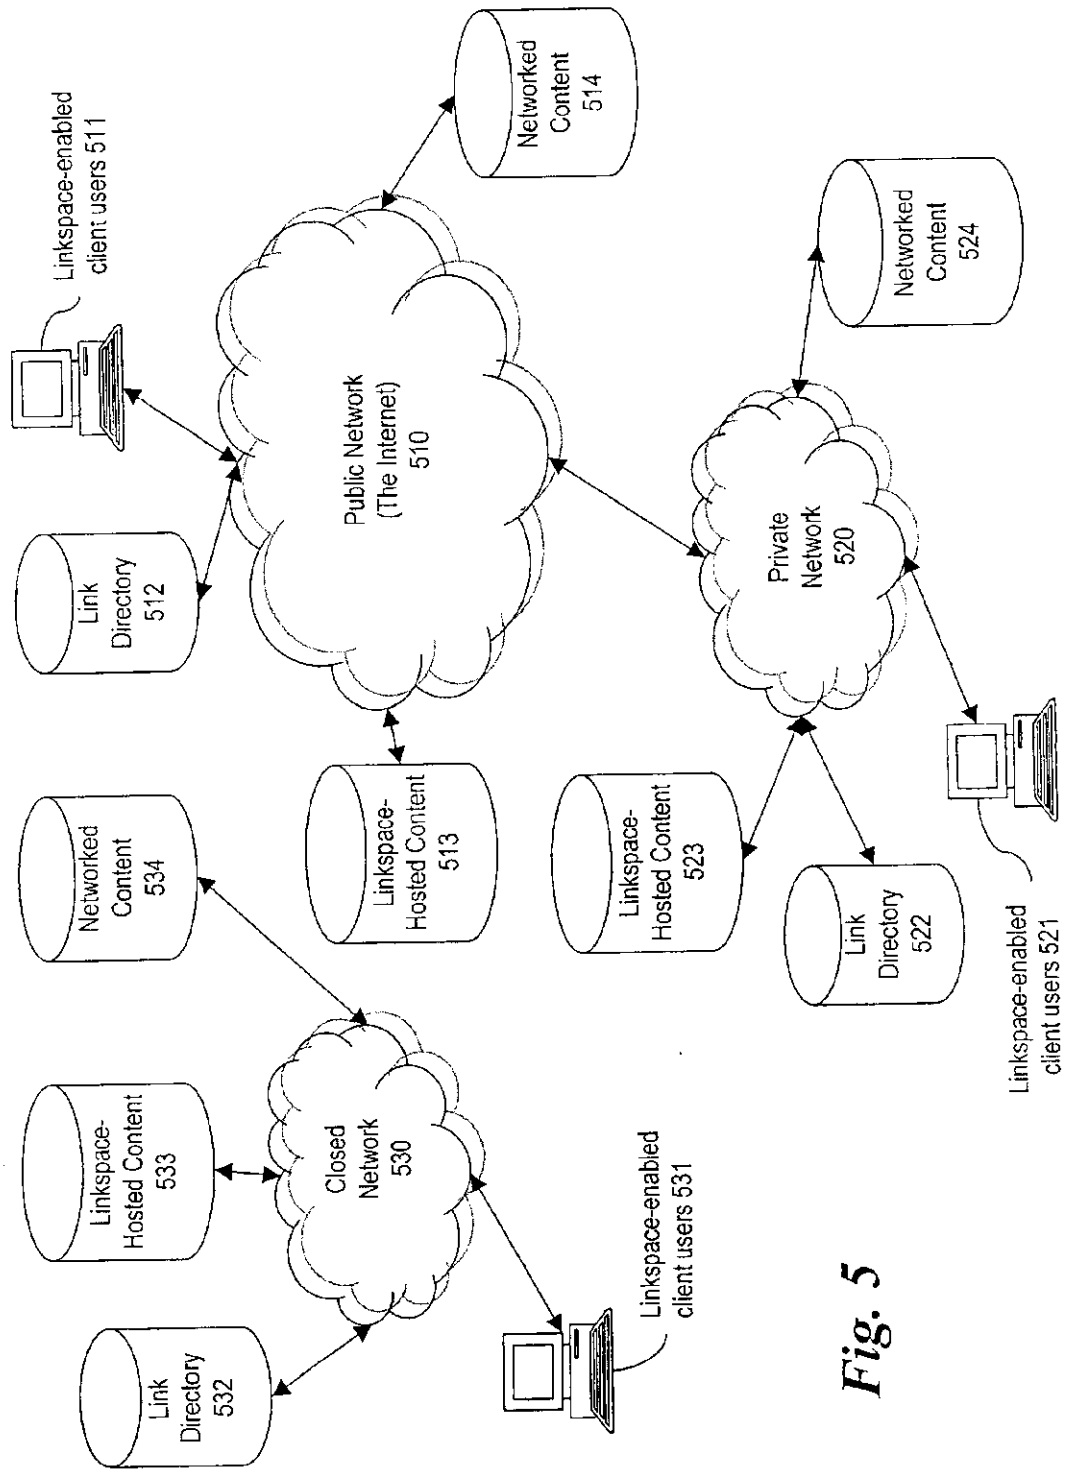 Link
Directory
532
Linkspace-
Hosted Content
533
Networked
Content
534
Link
Directory
512
Linkspace-enabled
client users 511
Closed
Network
530
Public Network
(The Internet)
510
Linkspace-
Hosted Content
513
Networked
Content
514
Linkspace-enabled
client users 531
Linkspace-
Hosted Content
523
Private
Network
520
Link
Directory
522
Networked
Content
524
Linkspace-enabled
client users 521
Fig. 5